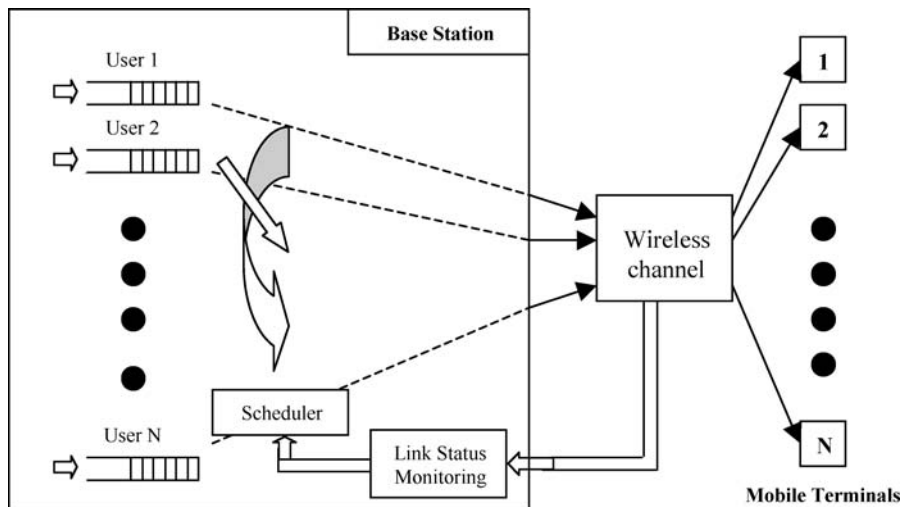 Base Station
User 1
User 2
User N
Scheduler
Link Status
Monitoring
Wireless
channel
1
2
N
Mobile Terminals